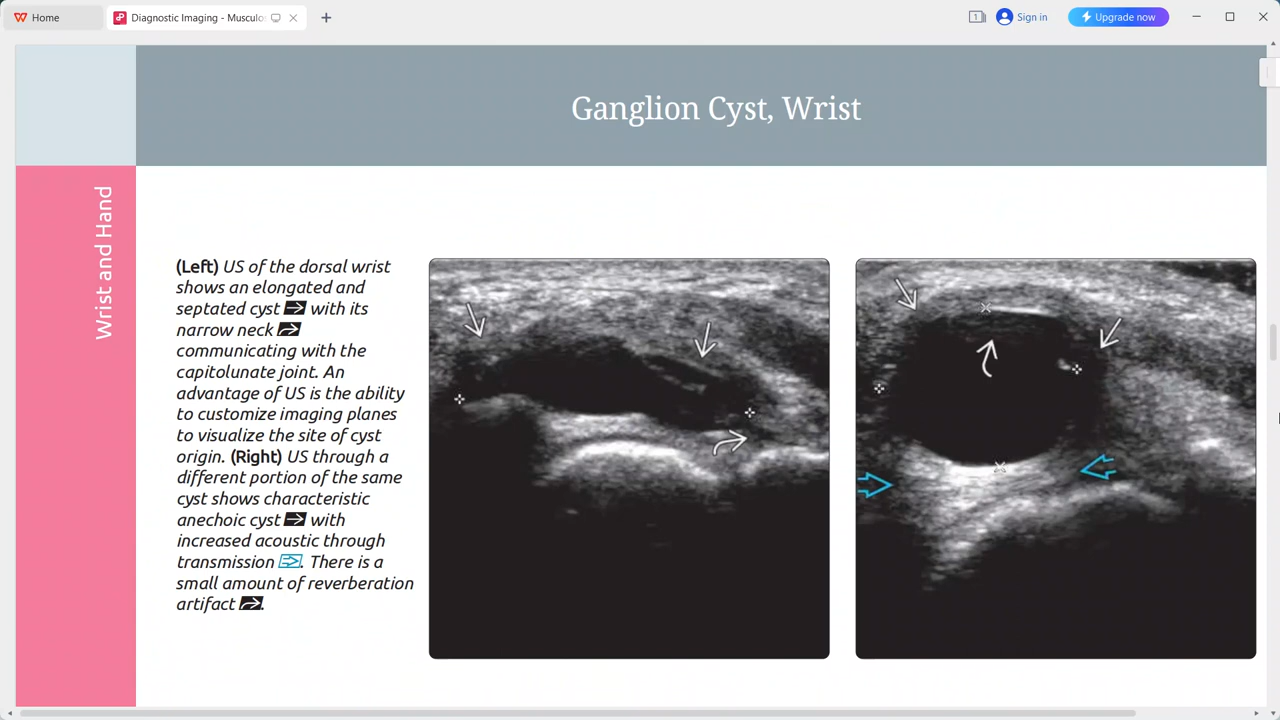 Home
Diagnostic Imaging - Musculo
1
Sign in
Upgrade now
Ganglion Cyst, Wrist
Wrist and Hand
(Left) US of the dorsal wrist
shows an elongated and
septated cyst with its
narrow neck
communicating with the
capitolunate joint. An
advantage of US is the ability
to customize imaging planes
to visualize the site of cyst
origin. (Right) US through a
different portion of the same
cyst shows characteristic
anechoic cyst with
increased acoustic through
transmission . There is a
small amount of reverberation
artifact .